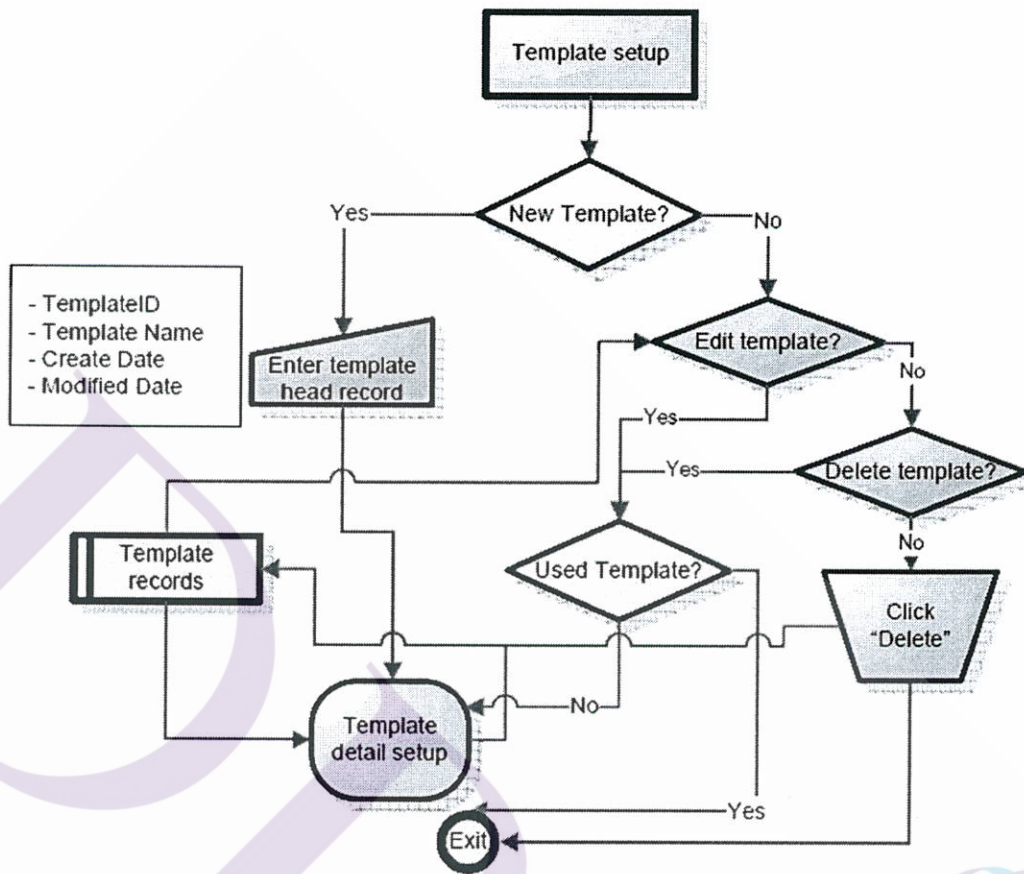 Template setup
New Template?
Yes
No
- TemplateID
- Template Name
- Create Date
- Modified Date
Enter template
head record
Edit template?
No
Yes
Delete template?
Yes
No
Template
records
Used Template?
Click
"Delete"
No
Template
detail setup
Yes
Exit